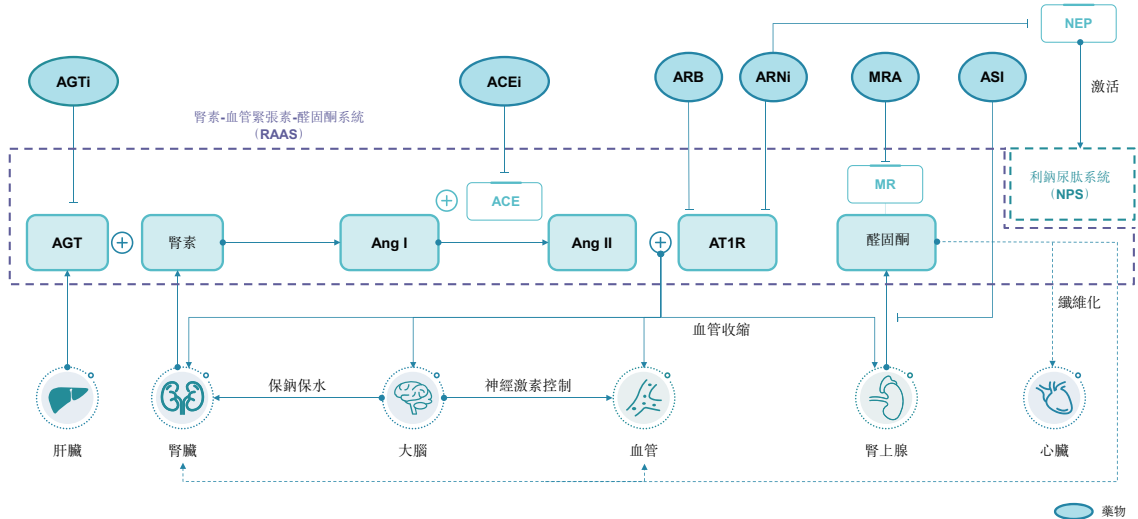 NEP
AGTi
ACEi
ARB
ARNi
MRA
ASI
激活
腎素-血管緊張素-醛固酮系統
（RAAS）
ACE
MR
利鈉尿肽系統
（NPS）
AGT
腎素
Ang I
Ang II
AT1R
醛固酮
血管收縮
纖維化
保鈉保水
神經激素控制
肝臟
腎臟
大腦
血管
腎上腺
心臟
藥物